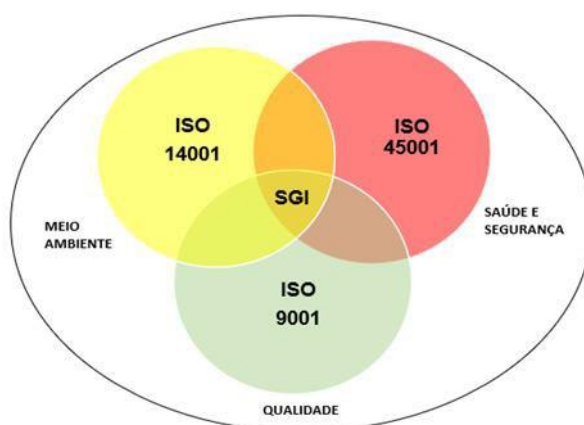 ISO
14001
ISO
45001
SGI
MEIO
AMBIENTE
SAÚDE E
SEGURANÇA
ISO
9001
QUALIDADE